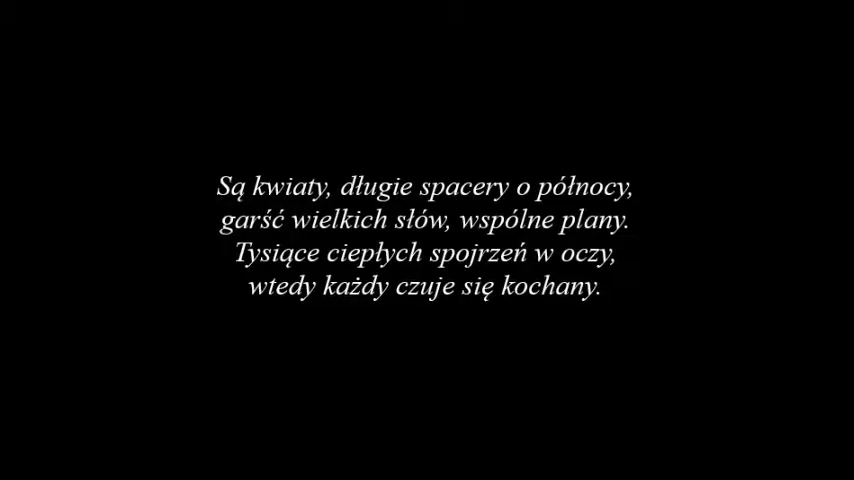 Są kwiaty, długie spacery o północy,
garść wielkich słów, wspólne plany.
Tysiące ciepłych spojrzeń w oczy,
wtedy każdy czuje się kochany.